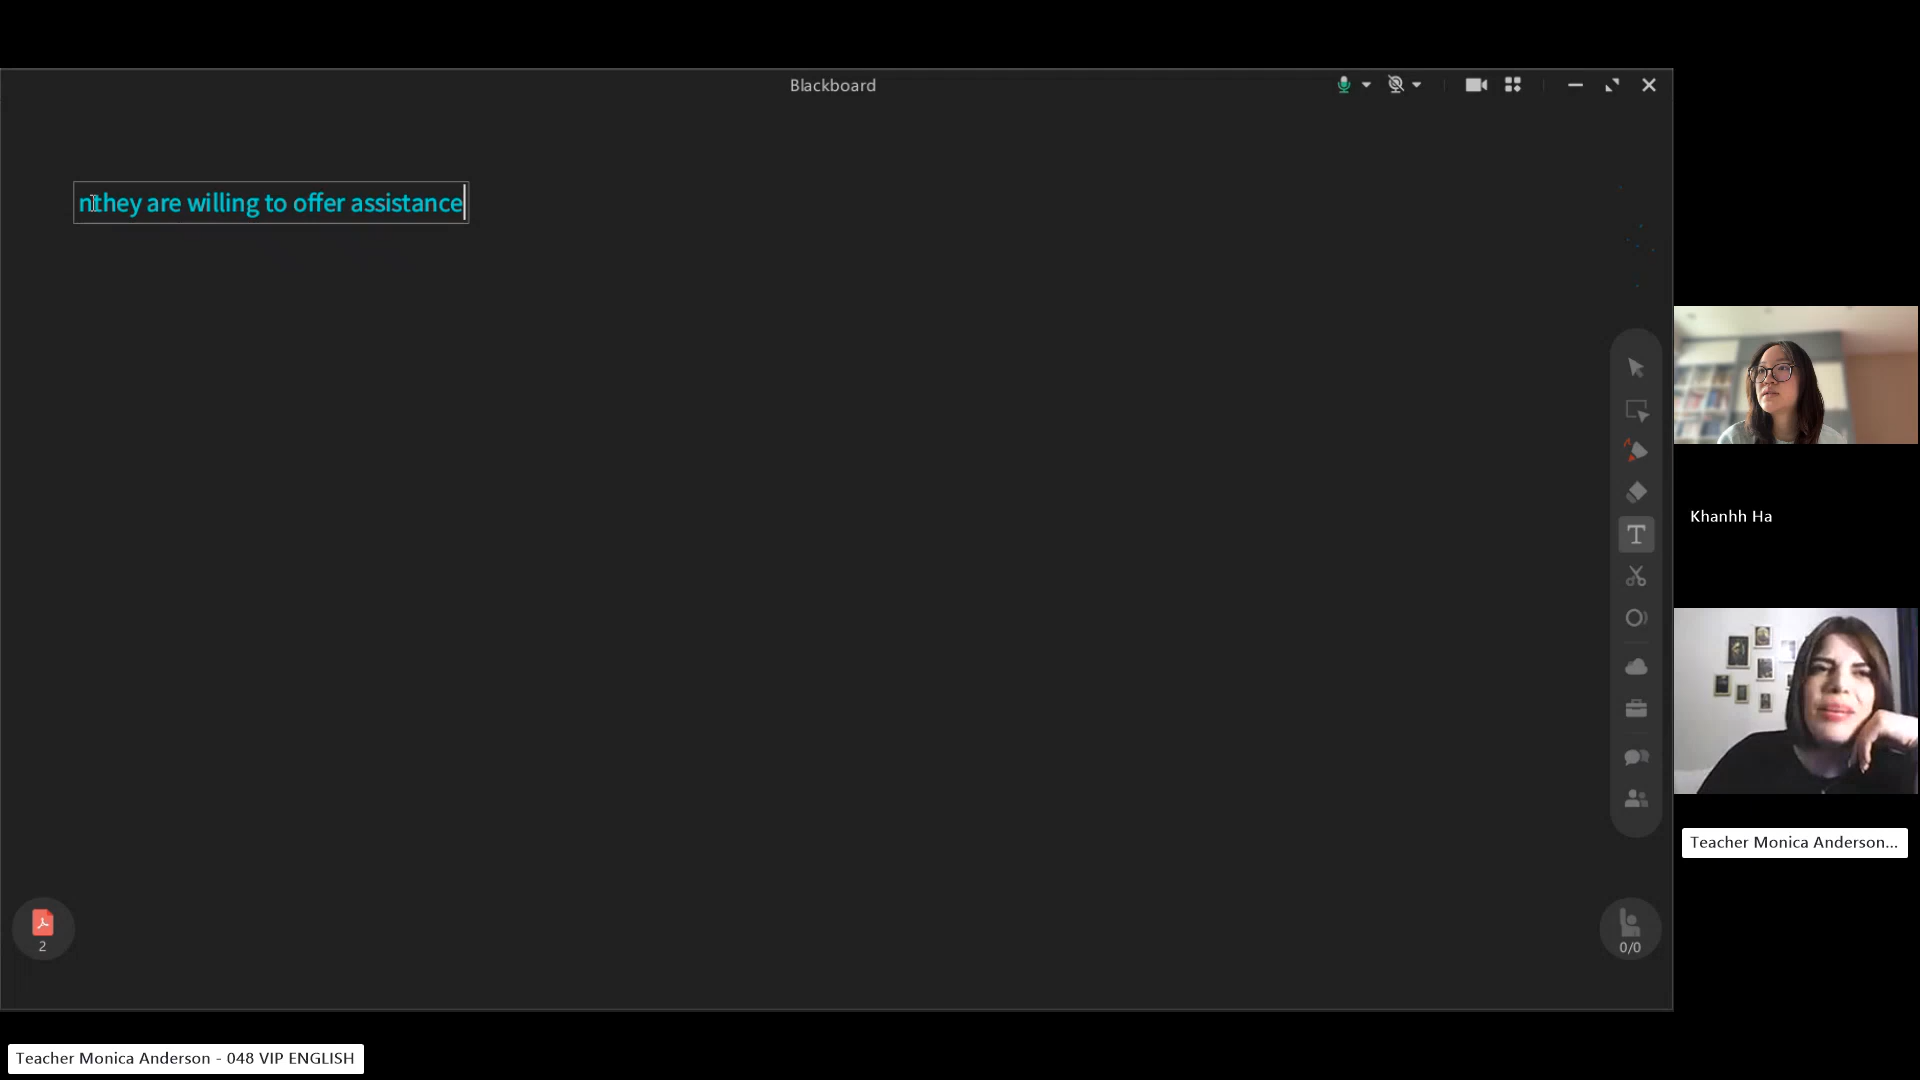 Blackboard
nthey are willing to offer assistance
Khanhh Ha
Teacher Monica Anderson...
2
0/0
Teacher Monica Anderson - 048 VIP ENGLISH